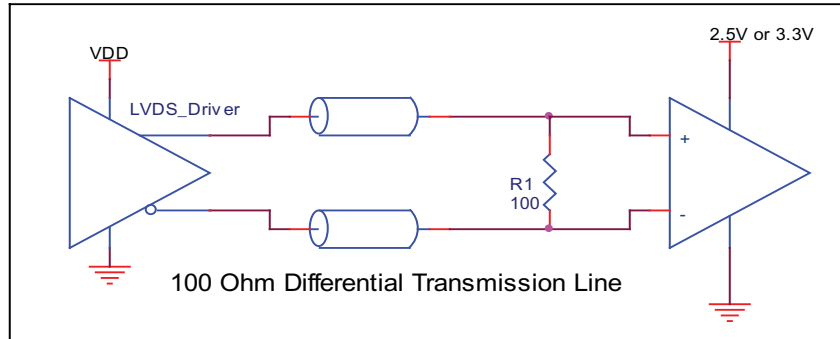 VDD
2.5V or 3.3V
LVDS_Driver
+
R1
100
-
100 Ohm Differential Transmission Line